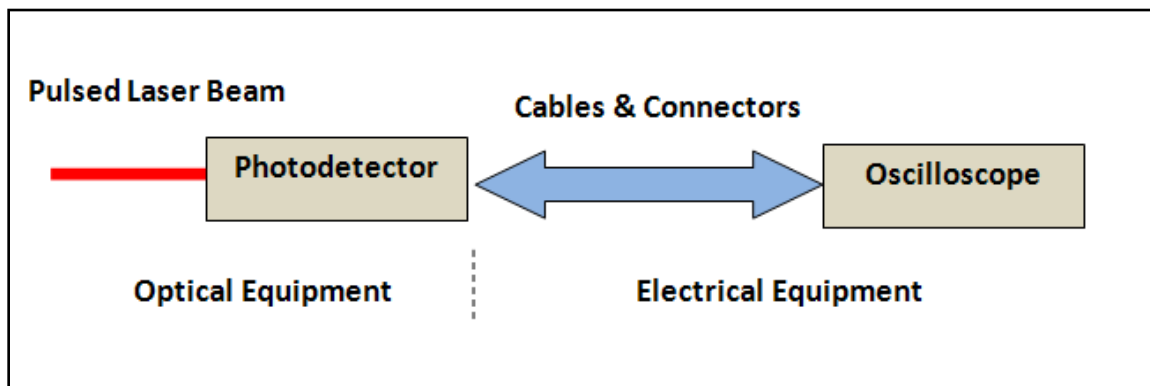 Pulsed Laser Beam
Cables & Connectors
Photodetector
Oscilloscope
Optical Equipment
Electrical Equipment